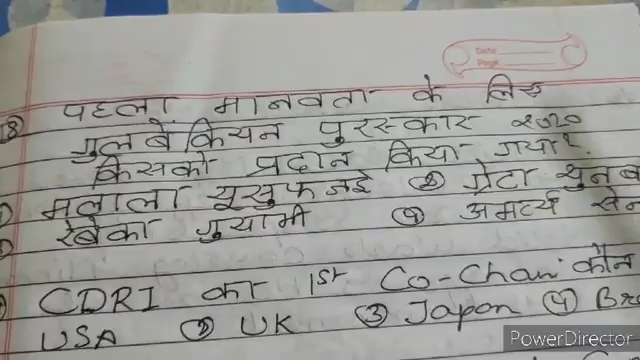 Date
Page
18 पहला मानवता के लिए
गुलबेकियन पुरस्कार 2020
किसको प्रदान किया गया?
मलाला यूसुफजई ② ग्रेटा थुनब
रेबेका गुयामी ④ अमर्त्य सेन
CDRI का 1st Co-Chair कौन
USA ② UK ③ Japan ④ Br
PowerDirector